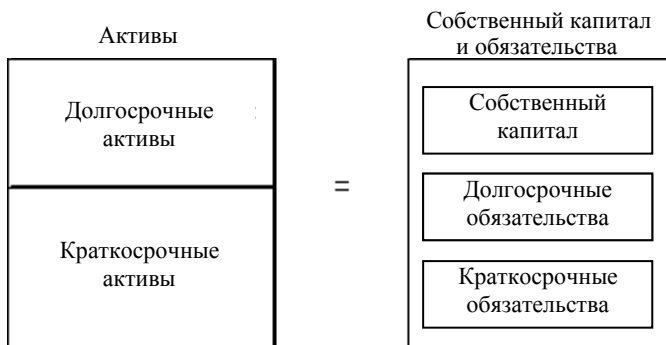 Активы
Долгосрочные
активы
Краткосрочные
активы
=
Собственный капитал
и обязательства
Собственный
капитал
Долгосрочные
обязательства
Краткосрочные
обязательства